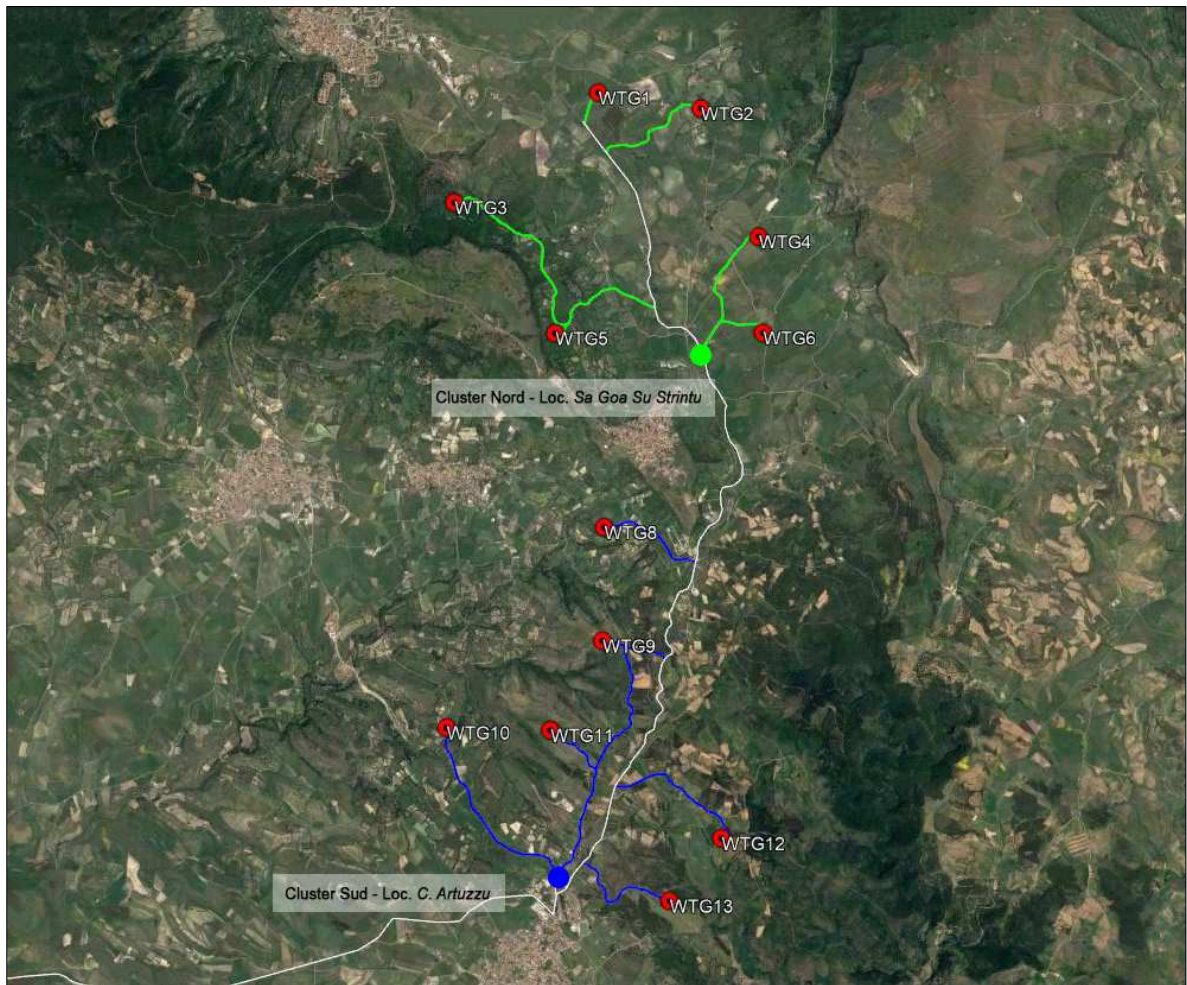 WTG1
WTG2
WTG3
WTG4
WTG5
WTG6
Cluster Nord - Loc. Sa Goa Su Strintu
WTG8
WTG9
WTG10
WTG11
WTG12
Cluster Sud - Loc. C. Artuzzu
WTG13